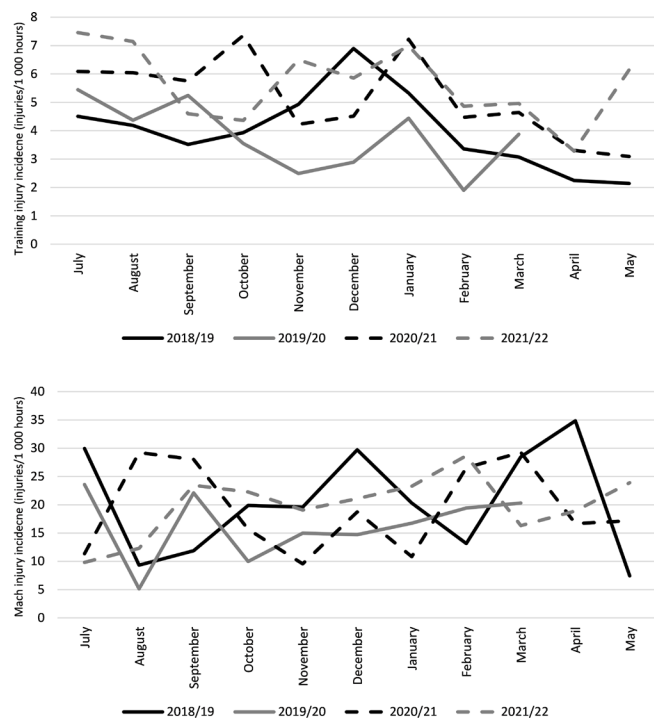 Training injury incidecne (injuries/1 000 hours)
8
7
6
5
4
3
2
1
0
July
August
September
October
November
December
January
February
March
April
May
2018/19 2019/20 2020/21 2021/22
Mach injury incidecne (injuries/1 000 hours)
40
35
30
25
20
15
10
5
0
July
August
September
October
November
December
January
February
March
April
May
2018/19 2019/20 2020/21 2021/22